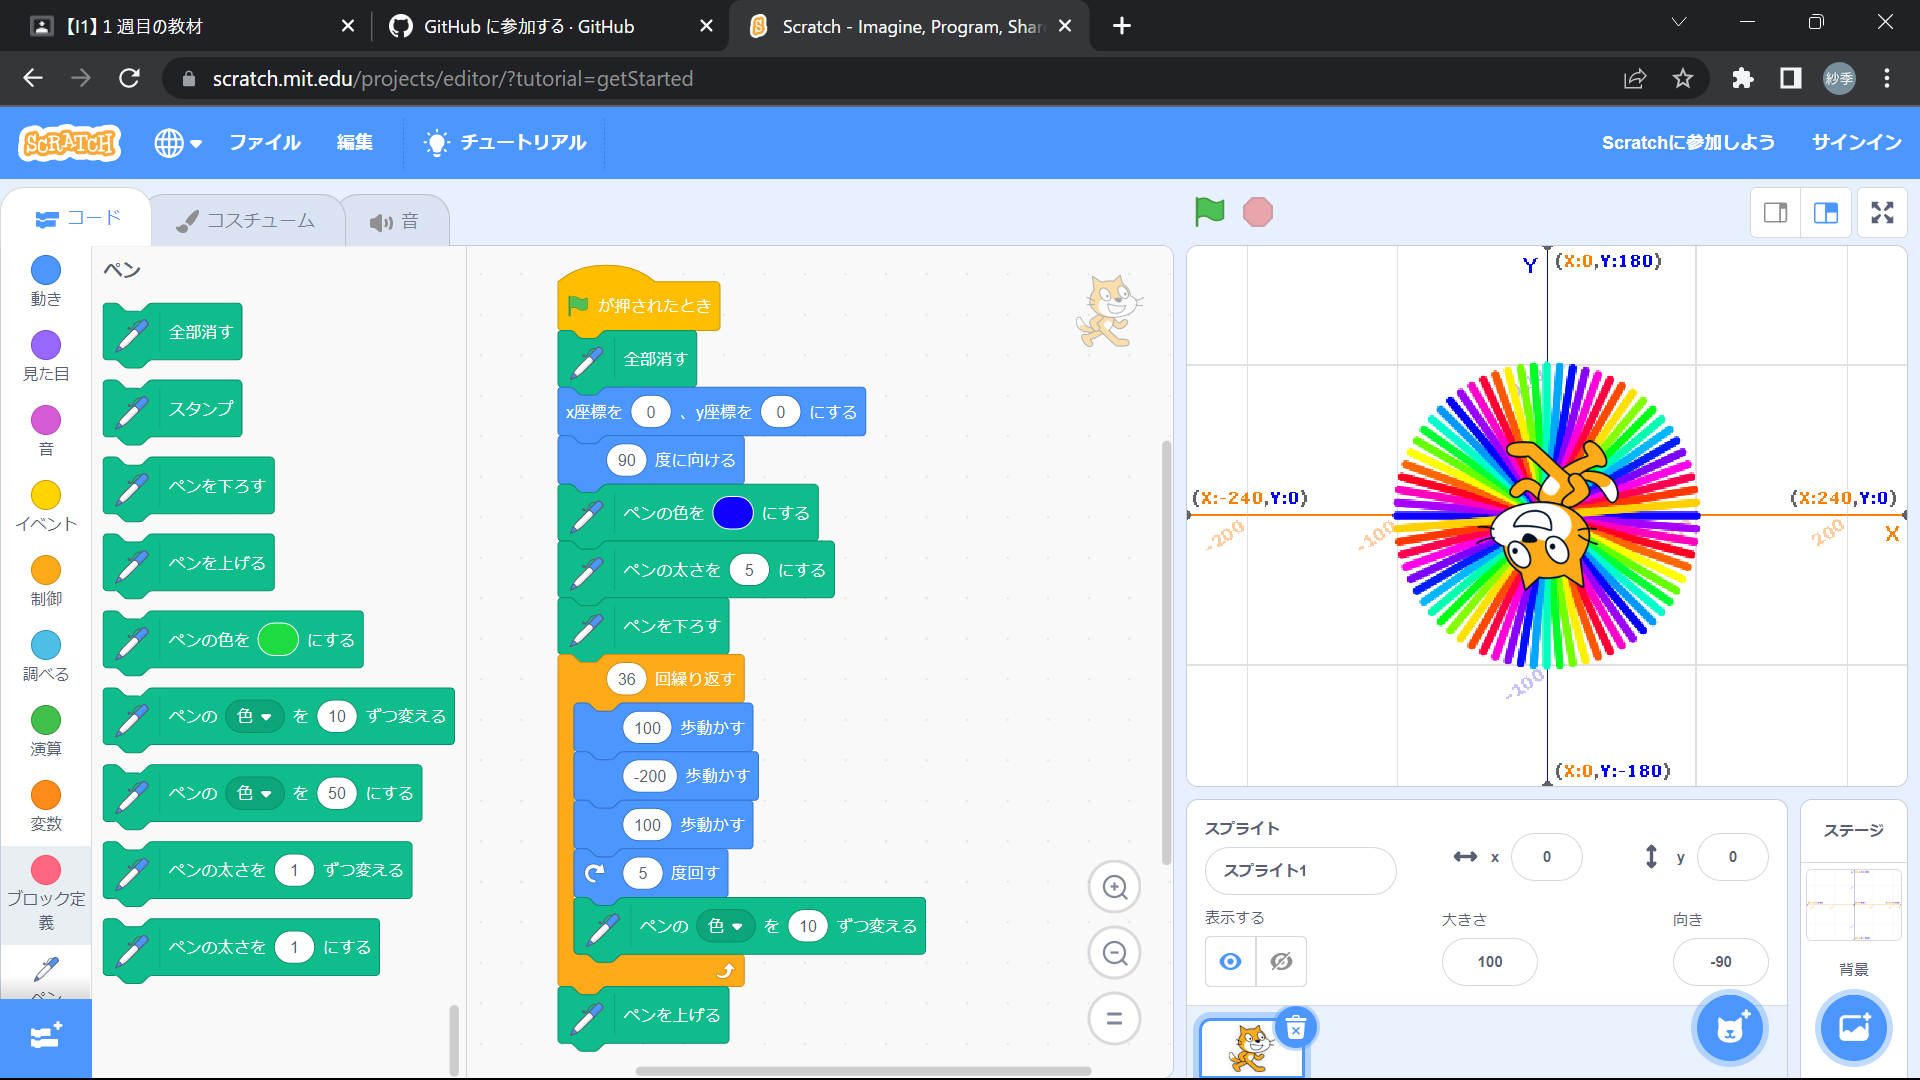 【I1】1 週目の教材
GitHub に参加する · GitHub
Scratch - Imagine, Program, Shar
scratch.mit.edu/projects/editor/?tutorial=getStarted
紗季
SCRATCH
ファイル
編集
チュートリアル
Scratchに参加しよう
サインイン
コード
コスチューム
音
動き
見た目
音
イベント
制御
調べる
演算
変数
ブロック定義
ペン
ペン
全部消す
スタンプ
ペンを下ろす
ペンを上げる
ペンの色を にする
ペンの 色 を 10 ずつ変える
ペンの 色 を 50 にする
ペンの太さを 1 ずつ変える
ペンの太さを 1 にする
が押されたとき
全部消す
x座標を 0 、y座標を 0 にする
90 度に向ける
ペンの色を にする
ペンの太さを 5 にする
ペンを下ろす
36 回繰り返す
100 歩動かす
-200 歩動かす
100 歩動かす
5 度回す
ペンの 色 を 10 ずつ変える
ペンを上げる
Y (X:0,Y:180)
(X:-240,Y:0)
(X:240,Y:0)
-200
-100
200
X
-100
(X:0,Y:-180)
スプライト
スプライト1
x 0
y 0
表示する
大きさ 100
向き -90
ステージ
背景